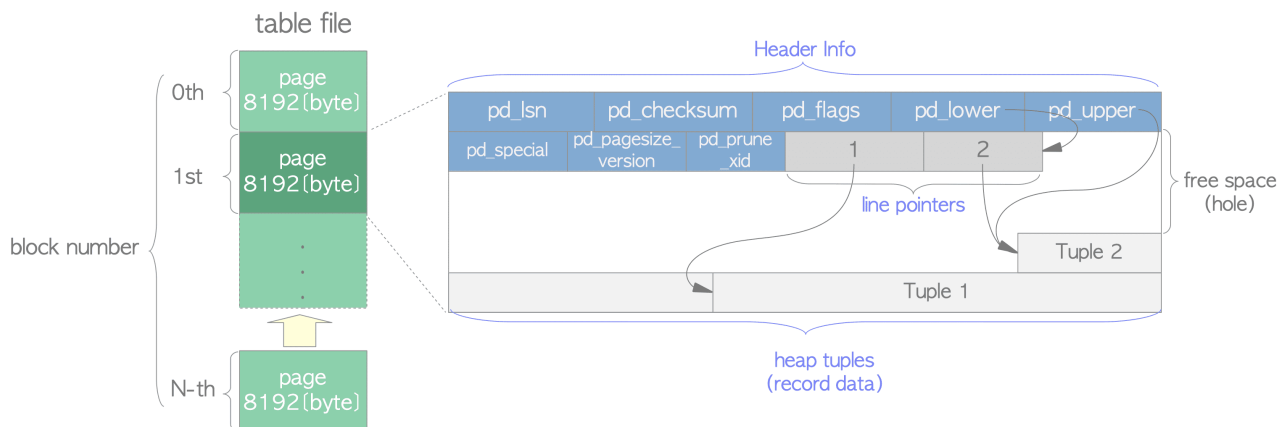 table file
0th
page
8192[byte]
1st
page
8192[byte]
.
.
.
block number
N-th
page
8192[byte]
Header Info
pd_lsn
pd_checksum
pd_flags
pd_lower
pd_upper
pd_special
pd_pagesize_
version
pd_prune
_xid
1
2
line pointers
free space
(hole)
Tuple 2
Tuple 1
heap tuples
(record data)